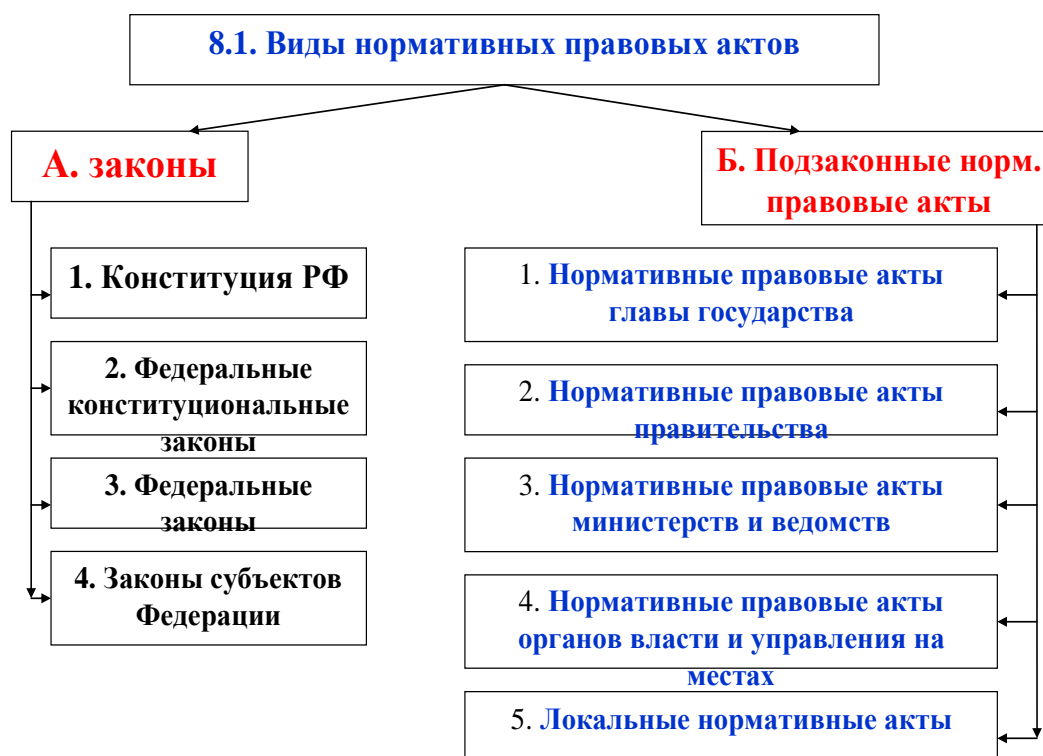 8.1. Виды нормативных правовых актов
А. законы
1. Конституция РФ
2. Федеральные
конституциональные
законы
3. Федеральные
законы
4. Законы субъектов
Федерации
Б. Подзаконные норм.
правовые акты
1. Нормативные правовые акты
главы государства
2. Нормативные правовые акты
правительства
3. Нормативные правовые акты
министерств и ведомств
4. Нормативные правовые акты
органов власти и управления на
местах
5. Локальные нормативные акты